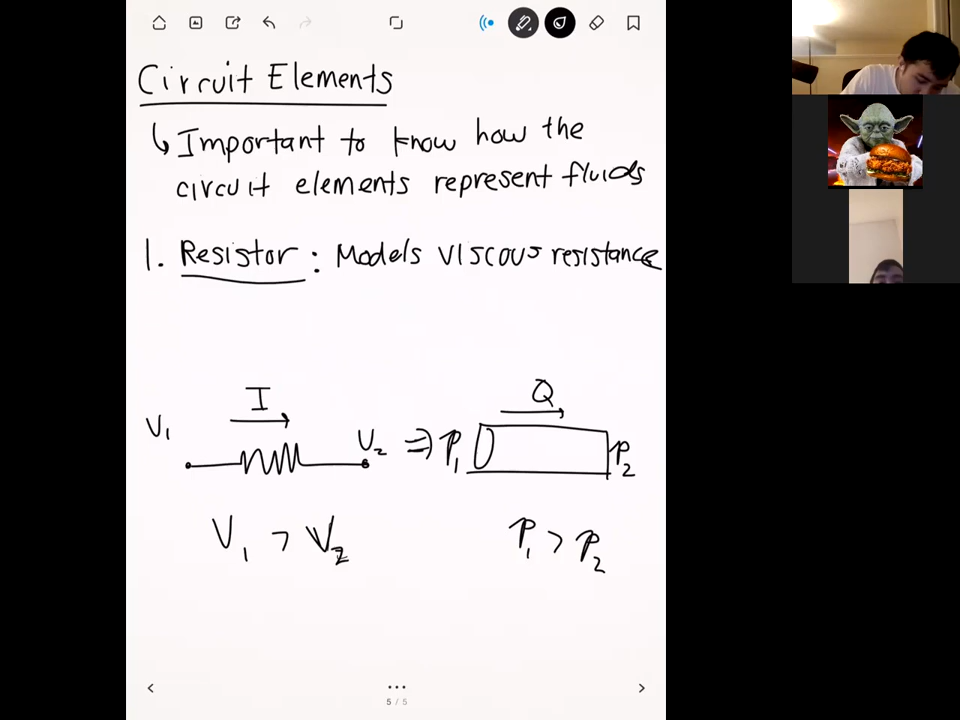 Circuit Elements
↳ Important to know how the
circuit elements represent fluids
1. Resistor : Models viscous resistance
I
Q
V₁
V₂ ⇒ P₁
P₂
V₁ > V₂
P₁ > P₂
5 / 5